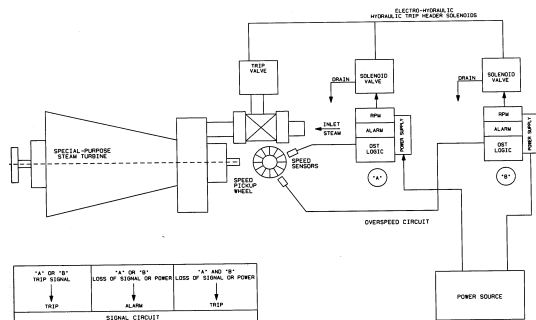 ELECTRO-HYDRAULIC
HYDRAULIC TRIP HEADER SOLENOIDS
TRIP
VALVE
DRAIN
SOLENOID
VALVE
DRAIN
SOLENOID
VALVE
RPM
ALARM
OST
LOGIC
POWER SUPPLY
"A"
RPM
ALARM
OST
LOGIC
POWER SUPPLY
"B"
INLET
STEAM
SPECIAL-PURPOSE
STEAM TURBINE
SPEED
SENSORS
SPEED
PICKUP
WHEEL
OVERSPEED CIRCUIT
POWER SOURCE
"A" OR "B"
TRIP SIGNAL
TRIP
"A" OR "B"
LOSS OF SIGNAL OR POWER
ALARM
"A" AND "B"
LOSS OF SIGNAL OR POWER
TRIP
SIGNAL CIRCUIT